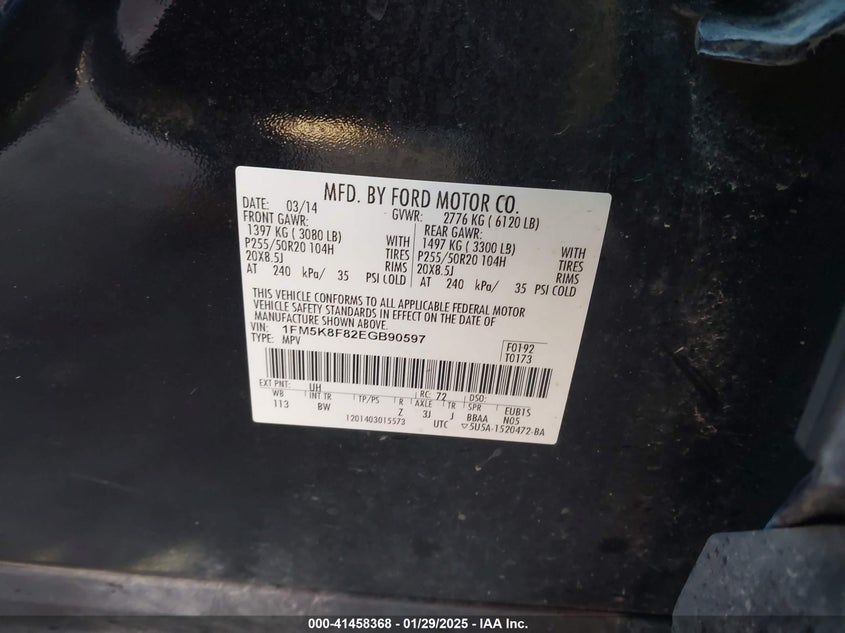 MFD. BY FORD MOTOR CO.
DATE: 03/14 GVWR: 2776 KG ( 6120 LB)
FRONT GAWR: REAR GAWR:
1397 KG ( 3080 LB) WITH 1497 KG ( 3300 LB) WITH
P255/50R20 104H TIRES P255/50R20 104H TIRES
20X8.5J RIMS 20X8.5J RIMS
AT 240 kPa/ 35 PSI COLD AT 240 kPa/ 35 PSI COLD
THIS VEHICLE CONFORMS TO ALL APPLICABLE FEDERAL MOTOR
VEHICLE SAFETY STANDARDS IN EFFECT ON THE DATE OF
MANUFACTURE SHOWN ABOVE.
VIN: 1FM5K8F82EGB90597 F0192
TYPE: MPV T0173
EXT PNT: UH RC: 72 DSO:
WB INT TR TP/PS R AXLE TR SPR EUB1S
113 BW Z 3J J BBAA N05
1201403015573 UTC ▽5U5A-1520472-BA
000-41458368 - 01/29/2025 - IAA Inc.